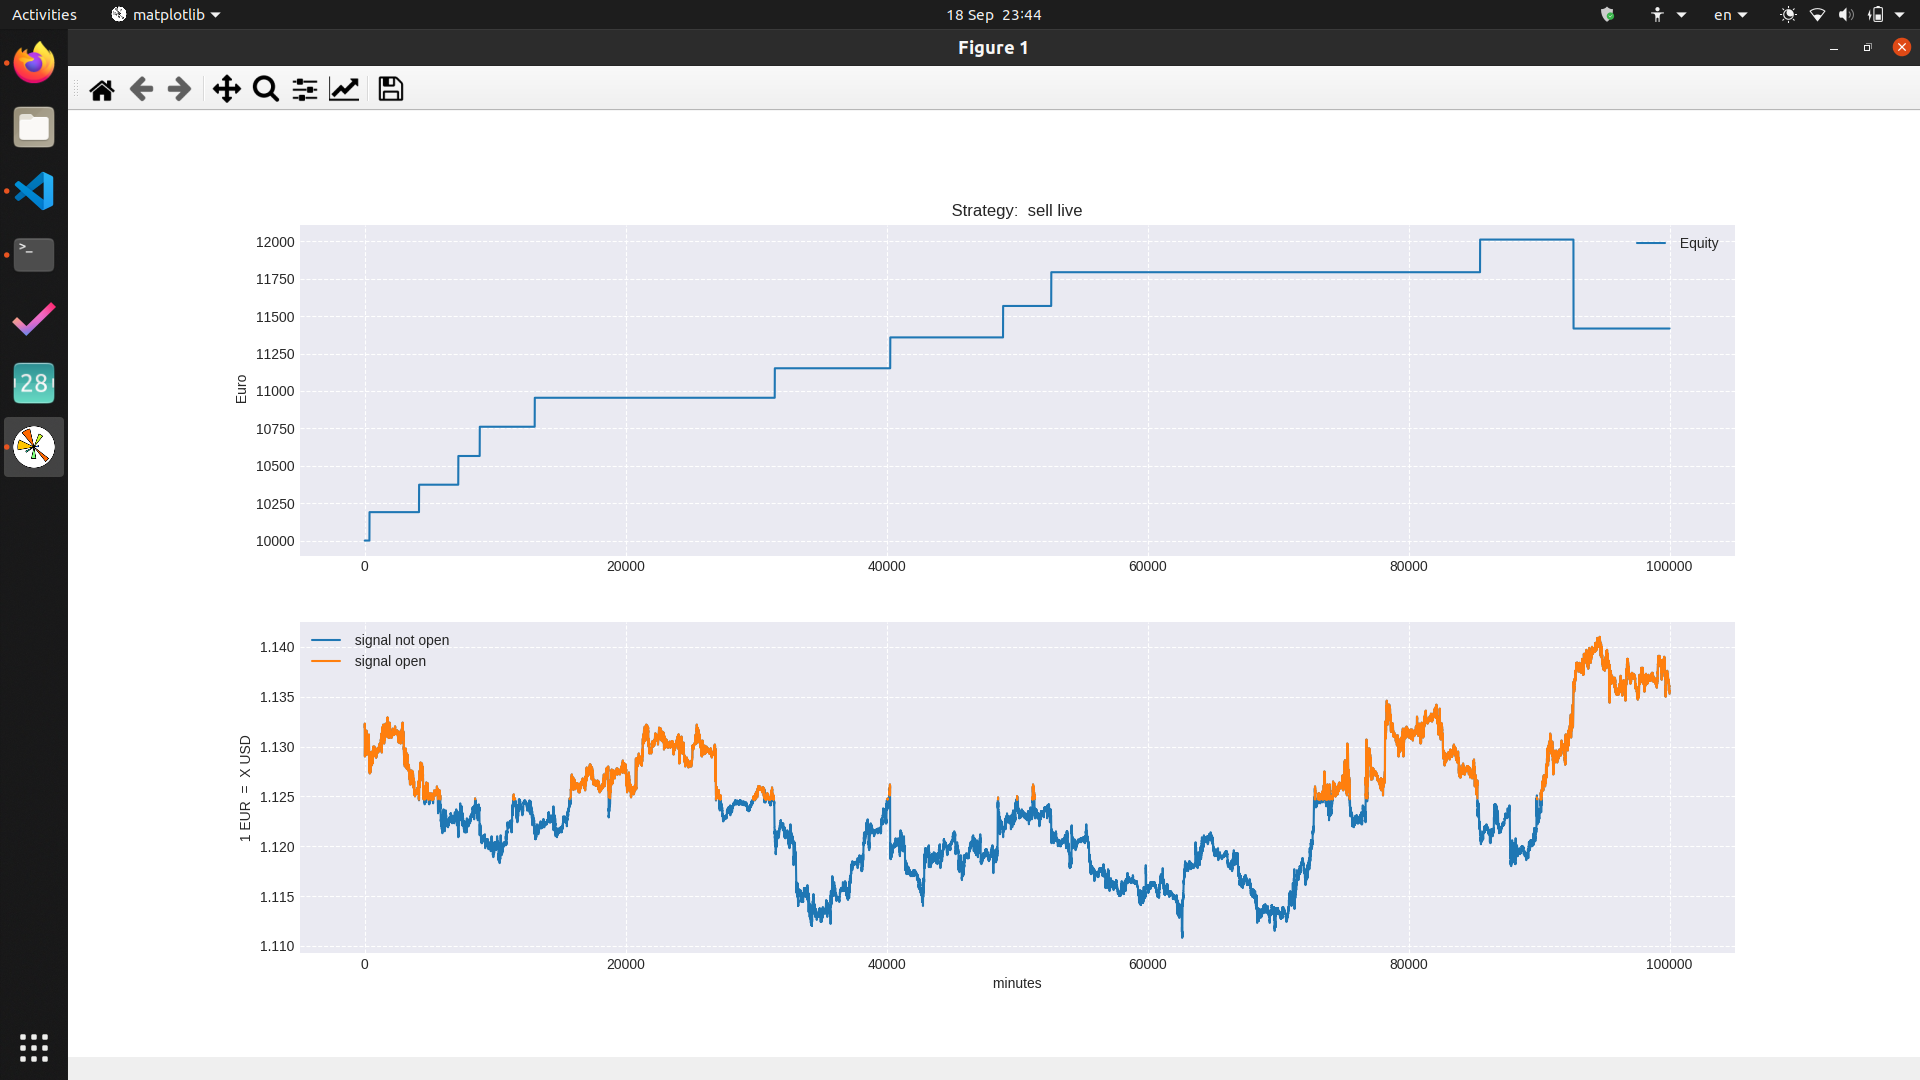 Activities
matplotlib
18 Sep 23:44
en
Figure 1
>_
28
Strategy: sell live
12000
11750
11500
11250
11000
10750
10500
10250
10000
Euro
Equity
0 20000 40000 60000 80000 100000
signal not open
signal open
1.140
1.135
1.130
1.125
1.120
1.115
1.110
1 EUR = X USD
0 20000 40000 60000 80000 100000
minutes